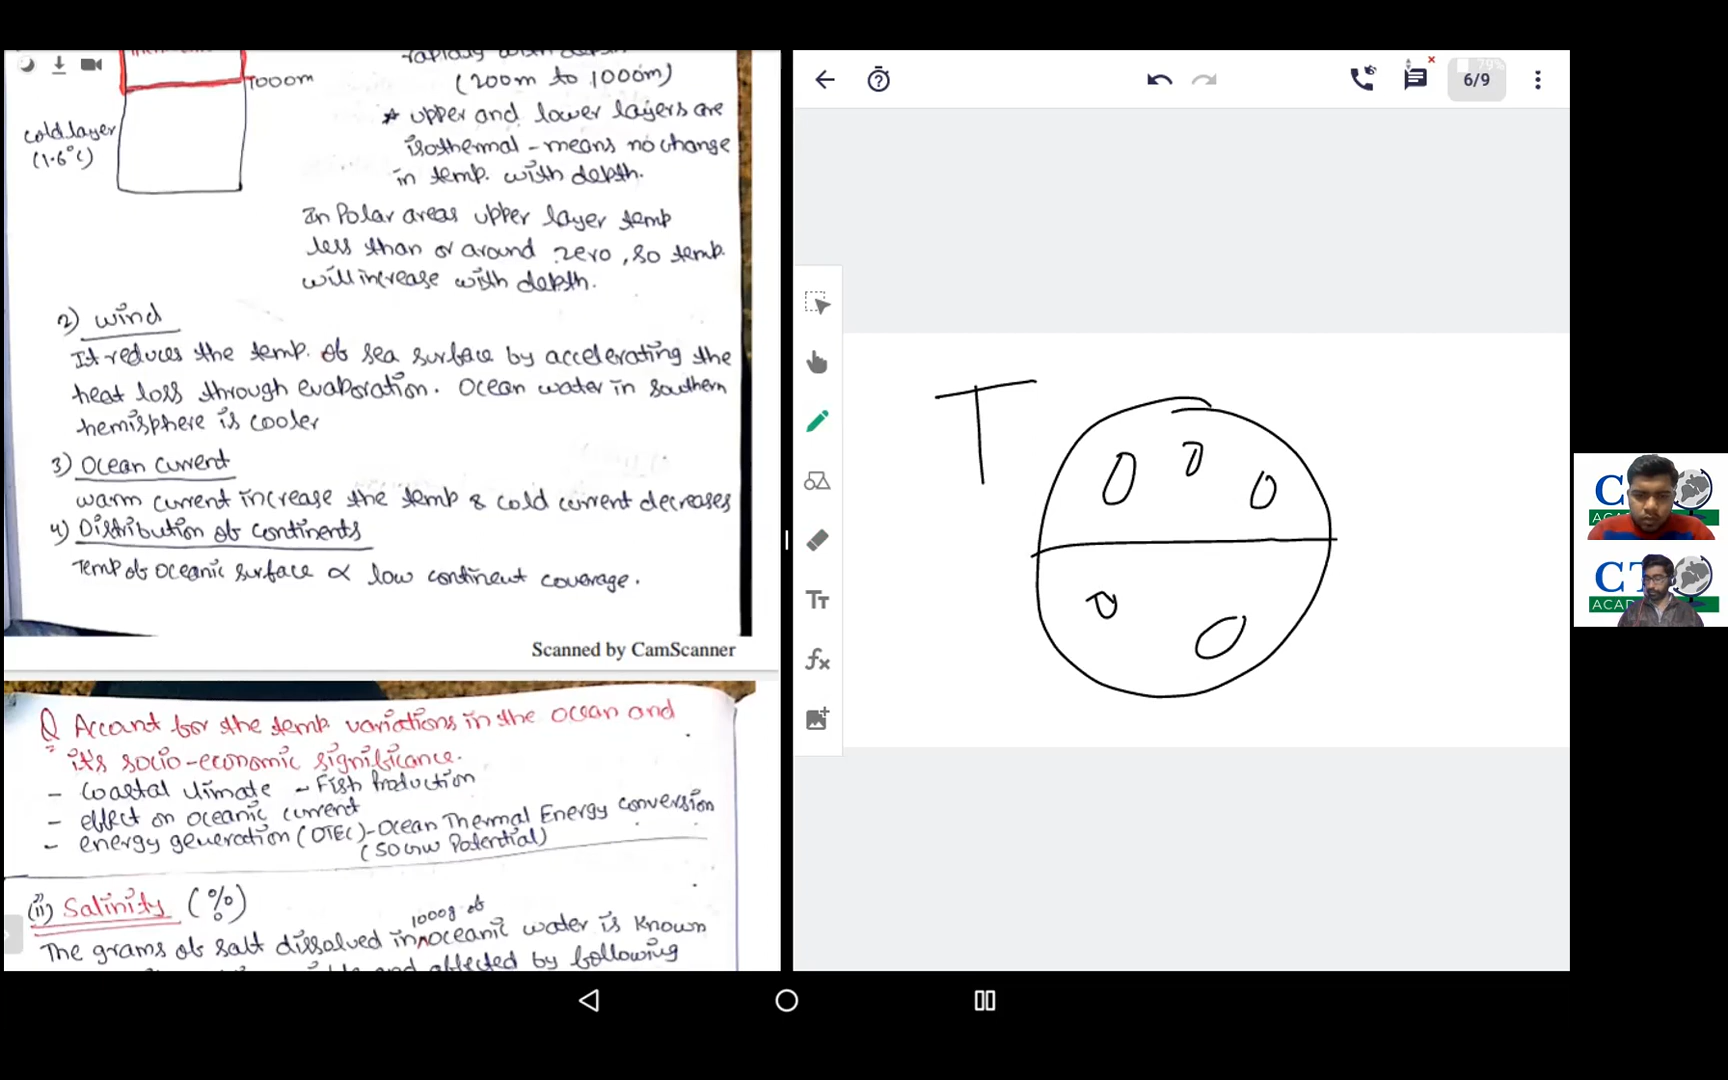 1000m
cold layer
(1.6°C)
rapidly with depth
(200m to 1000m)
* upper and lower layers are
isothermal - means no change
in temp. with depth.
In Polar areas upper layer temp
less than or around zero, so temp
will increase with depth.
2) wind
It reduces the temp. of sea surface by accelerating the
heat loss through evaporation. Ocean water in southern
hemisphere is cooler
3) Ocean current
warm current increase the temp & cold current decreases
4) Distribution of continents
Temp of oceanic surface ∝ low continent coverage.
Scanned by CamScanner
Q Accant for the temp variations in the ocean and
it's socio-economic significance.
- Coastal climate - Fish Production
- effect on oceanic current
- energy generation (OTEC) - Ocean Thermal Energy conversion
(50 GW Potential)
(ii) Salinity (%)
1000g of
The grams of salt dissolved in oceanic water is known
and affected by following
79%
6/9
T
Tт
fx
C
ACA
CT
ACAD